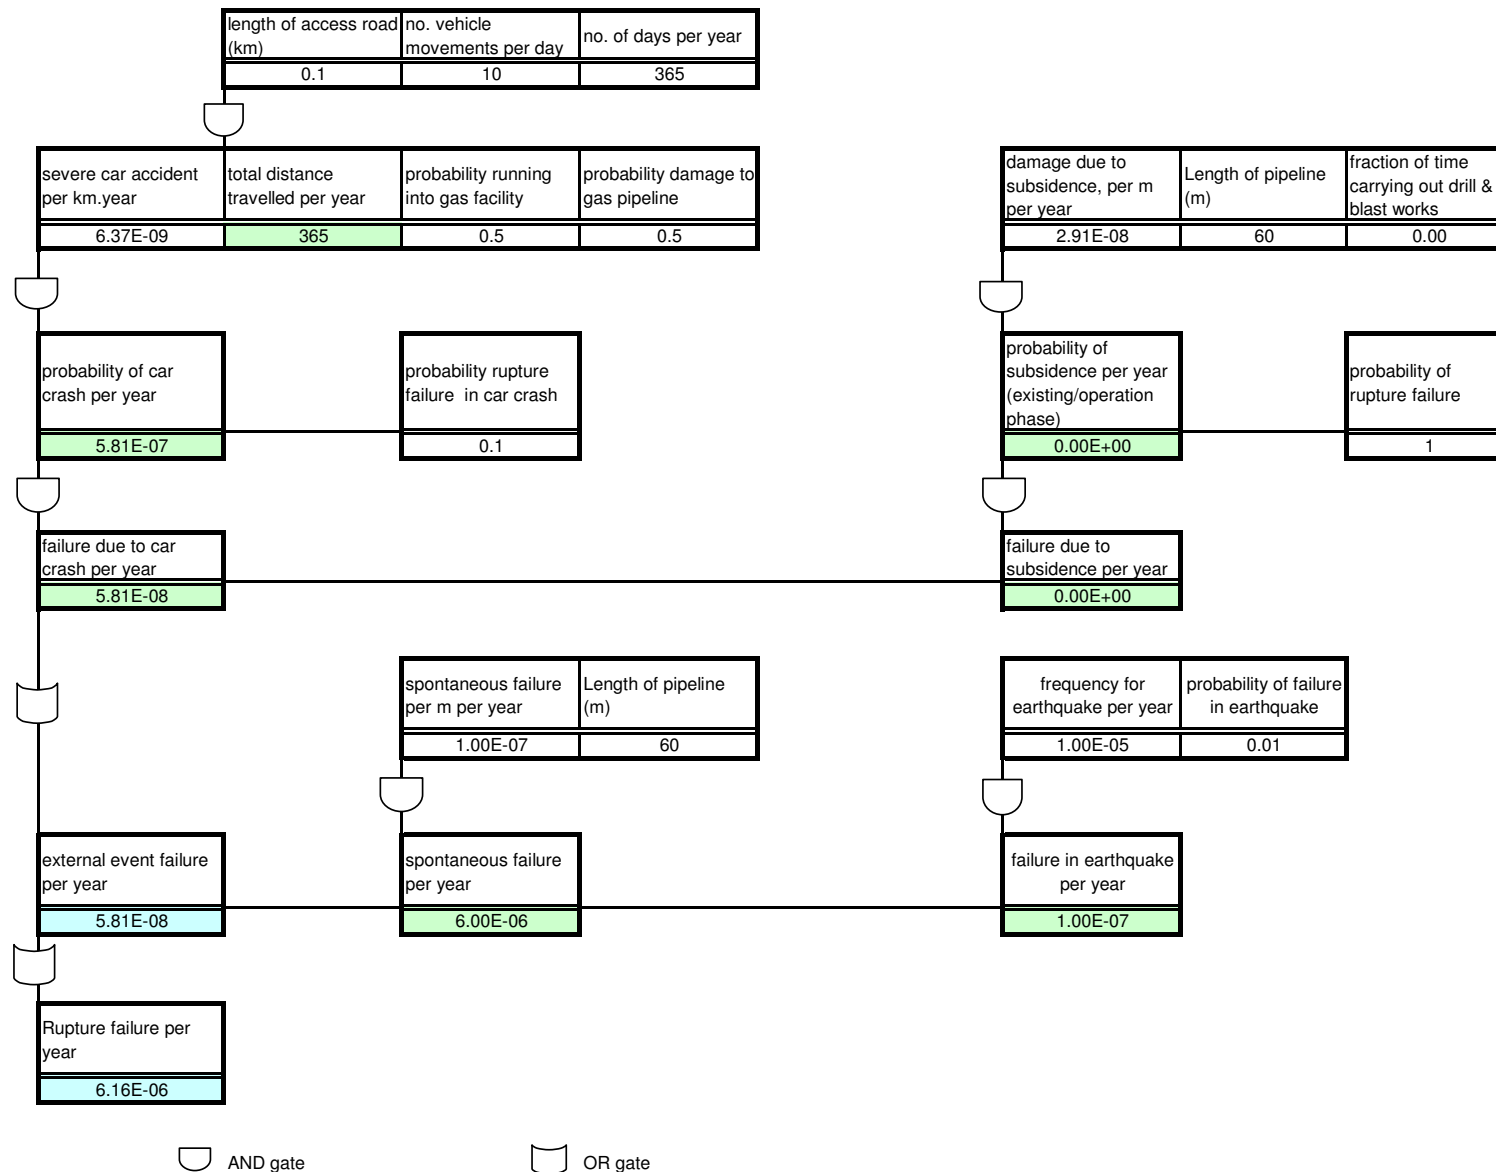 length of access road
(km)
no. vehicle
movements per day
no. of days per year
0.1
10
365
severe car accident
per km.year
total distance
travelled per year
probability running
into gas facility
probability damage to
gas pipeline
6.37E-09
365
0.5
0.5
damage due to
subsidence, per m
per year
Length of pipeline
(m)
fraction of time
carrying out drill &
blast works
2.91E-08
60
0.00
probability of car
crash per year
5.81E-07
probability rupture
failure in car crash
0.1
probability of
subsidence per year
(existing/operation
phase)
0.00E+00
probability of
rupture failure
1
failure due to car
crash per year
5.81E-08
failure due to
subsidence per year
0.00E+00
spontaneous failure
per m per year
Length of pipeline
(m)
1.00E-07
60
frequency for
earthquake per year
probability of failure
in earthquake
1.00E-05
0.01
external event failure
per year
5.81E-08
spontaneous failure
per year
6.00E-06
failure in earthquake
per year
1.00E-07
Rupture failure per
year
6.16E-06
AND gate
OR gate